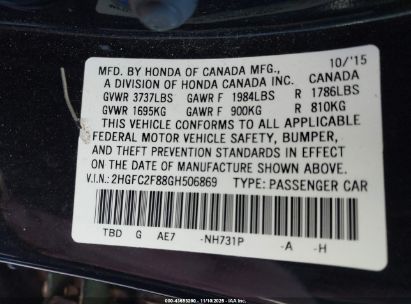 10/'15
MFD. BY HONDA OF CANADA MFG.,
A DIVISION OF HONDA CANADA INC. CANADA
GVWR 3737LBS GAWR F 1984LBS R 1786LBS
GVWR 1695KG GAWR F 900KG R 810KG
THIS VEHICLE CONFORMS TO ALL APPLICABLE
FEDERAL MOTOR VEHICLE SAFETY, BUMPER,
AND THEFT PREVENTION STANDARDS IN EFFECT
ON THE DATE OF MANUFACTURE SHOWN ABOVE.
V.I.N.: 2HGFC2F88GH506869 TYPE: PASSENGER CAR
TBD G AE7 -NH731P -A -H